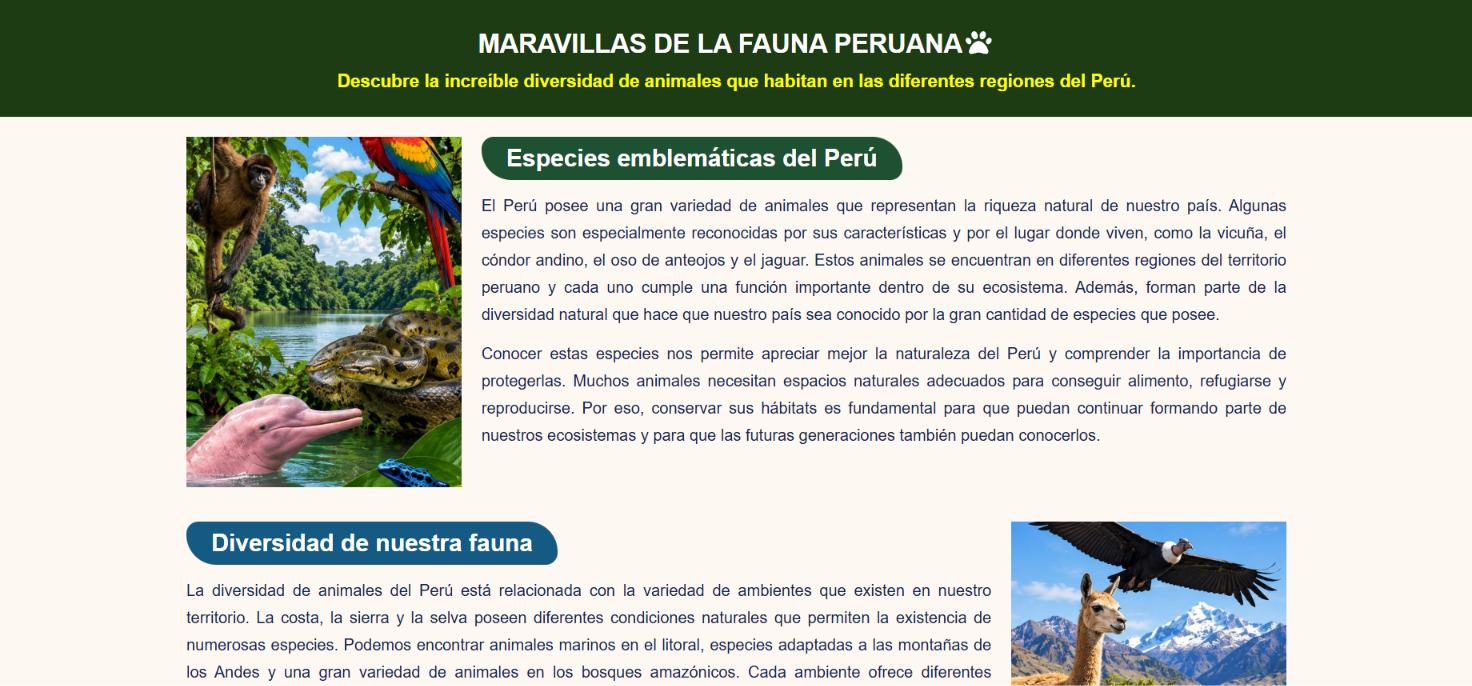 MARAVILLAS DE LA FAUNA PERUANA
Descubre la increíble diversidad de animales que habitan en las diferentes regiones del Perú.
Especies emblemáticas del Perú
El Perú posee una gran variedad de animales que representan la riqueza natural de nuestro país. Algunas
especies son especialmente reconocidas por sus características y por el lugar donde viven, como la vicuña, el
cóndor andino, el oso de anteojos y el jaguar. Estos animales se encuentran en diferentes regiones del territorio
peruano y cada uno cumple una función importante dentro de su ecosistema. Además, forman parte de la
diversidad natural que hace que nuestro país sea conocido por la gran cantidad de especies que posee.
Conocer estas especies nos permite apreciar mejor la naturaleza del Perú y comprender la importancia de
protegerlas. Muchos animales necesitan espacios naturales adecuados para conseguir alimento, refugiarse y
reproducirse. Por eso, conservar sus hábitats es fundamental para que puedan continuar formando parte de
nuestros ecosistemas y para que las futuras generaciones también puedan conocerlos.
Diversidad de nuestra fauna
La diversidad de animales del Perú está relacionada con la variedad de ambientes que existen en nuestro
territorio. La costa, la sierra y la selva poseen diferentes condiciones naturales que permiten la existencia de
numerosas especies. Podemos encontrar animales marinos en el litoral, especies adaptadas a las montañas de
los Andes y una gran variedad de animales en los bosques amazónicos. Cada ambiente ofrece diferentes